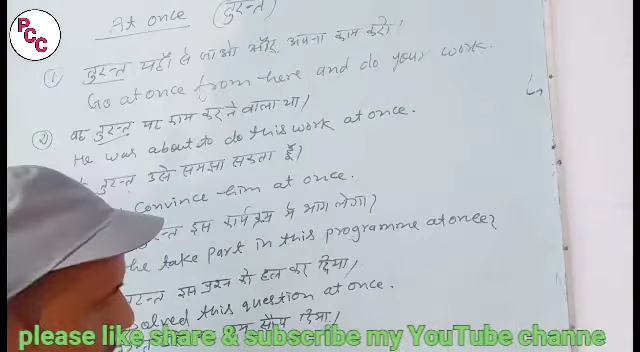 PCC
At once (तुरन्त)
① तुरन्त यहाँ से जाओ और अपना काम करो।
Go at once from here and do your work.
② वह तुरन्त यह काम करने वाला था।
He was about to do this work at once.
तुरन्त उसे समझा सकता हूँ।
Convince him at once.
इस कार्यक्रम में भाग लेगा?
he take part in this programme at once?
इस प्रश्न को हल कर दिया।
solved this question at once.
सौंप दिया।
please like share & subscribe my YouTube channe